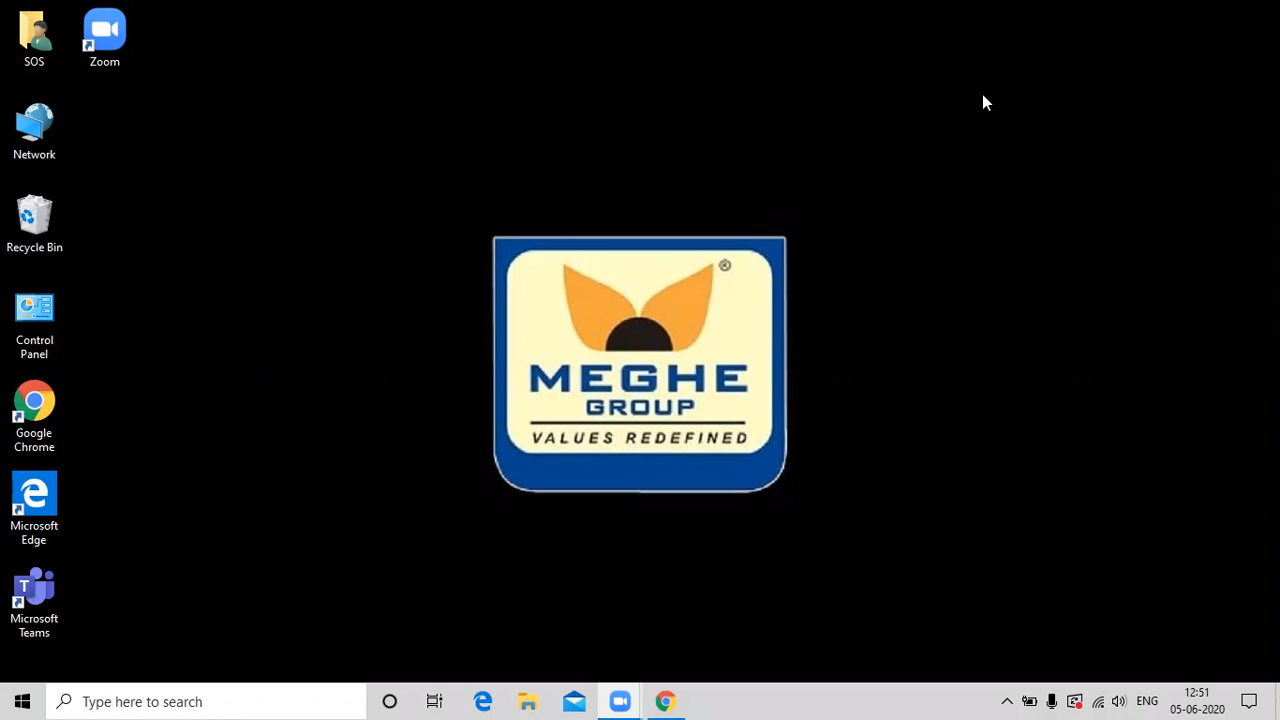 SOS
Zoom
Network
Recycle Bin
Control
Panel
Google
Chrome
Microsoft
Edge
T
Microsoft
Teams
®
MEGHE
GROUP
VALUES REDEFINED
Type here to search
ENG
12:51
05-06-2020